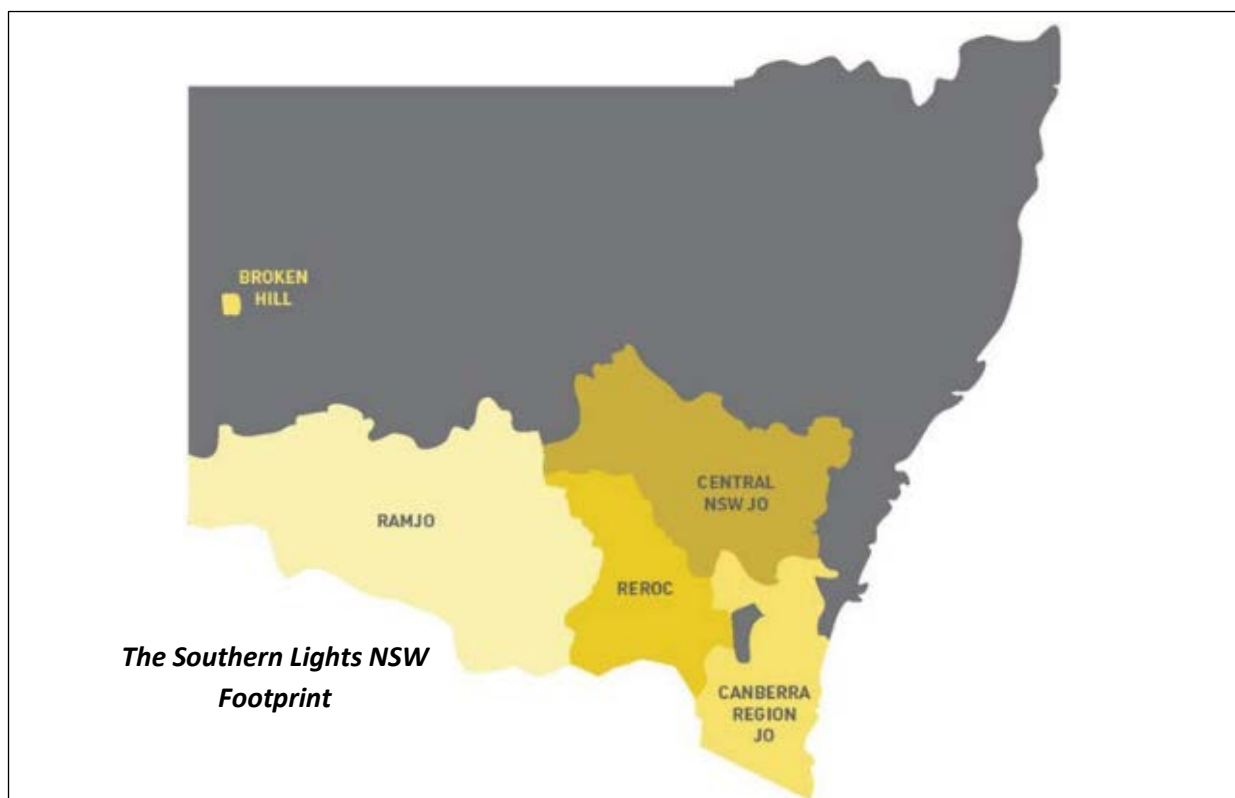 BROKEN
HILL
CENTRAL
NSW JO
RAMJO
REROC
The Southern Lights NSW
Footprint
CANBERRA
REGION
JO